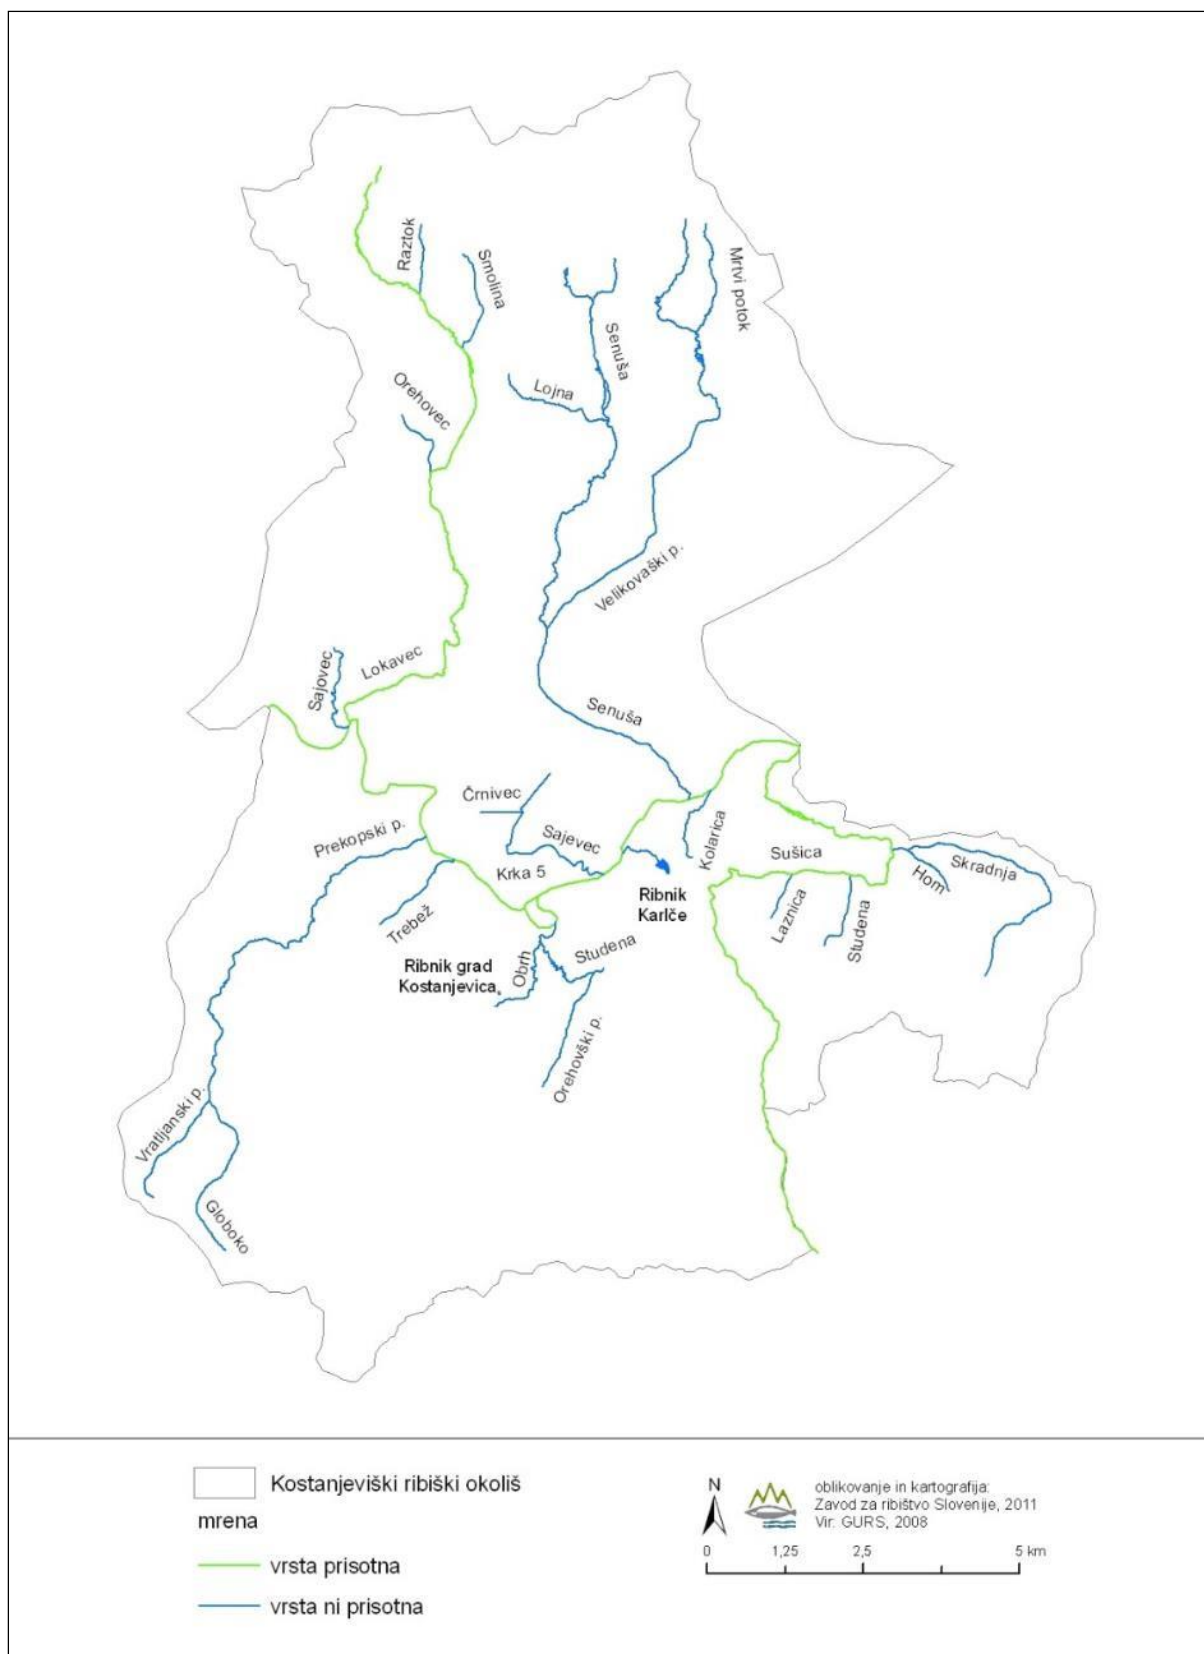 Raztok
Smolina
Mrtvi potok
Senuša
Lojna
Orehovec
Velikovaški p.
Sajovec
Lokavec
Senuša
Črnivec
Prekopski p.
Sajevec
Kolarica
Sušica
Skradnja
Hom
Krka 5
Ribnik
Karlče
Laznica
Studena
Trebež
Obrh
Studena
Ribnik grad
Kostanjevica
Orehovški p.
Vratljanski p.
Globoko
Kostanjeviški ribiški okoliš
mrena
vrsta prisotna
vrsta ni prisotna
N
oblikovanje in kartografija:
Zavod za ribištvo Slovenije, 2011
Vir: GURS, 2008
0 1,25 2,5 5 km